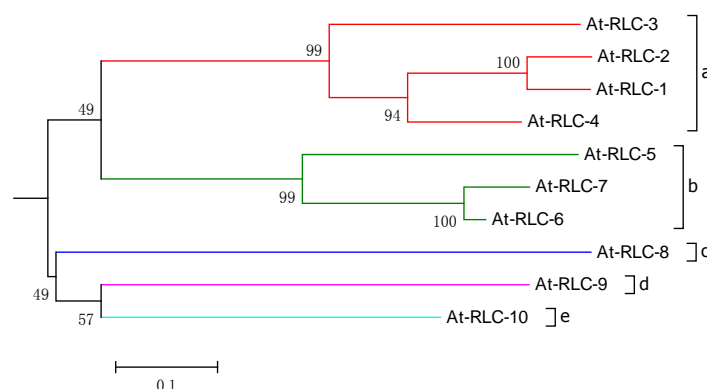 At-RLC-3
99
At-RLC-2
100
a
At-RLC-1
49
94
At-RLC-4
At-RLC-5
At-RLC-7
b
99
100
At-RLC-6
At-RLC-8
c
At-RLC-9
d
49
57
At-RLC-10
e
0.1